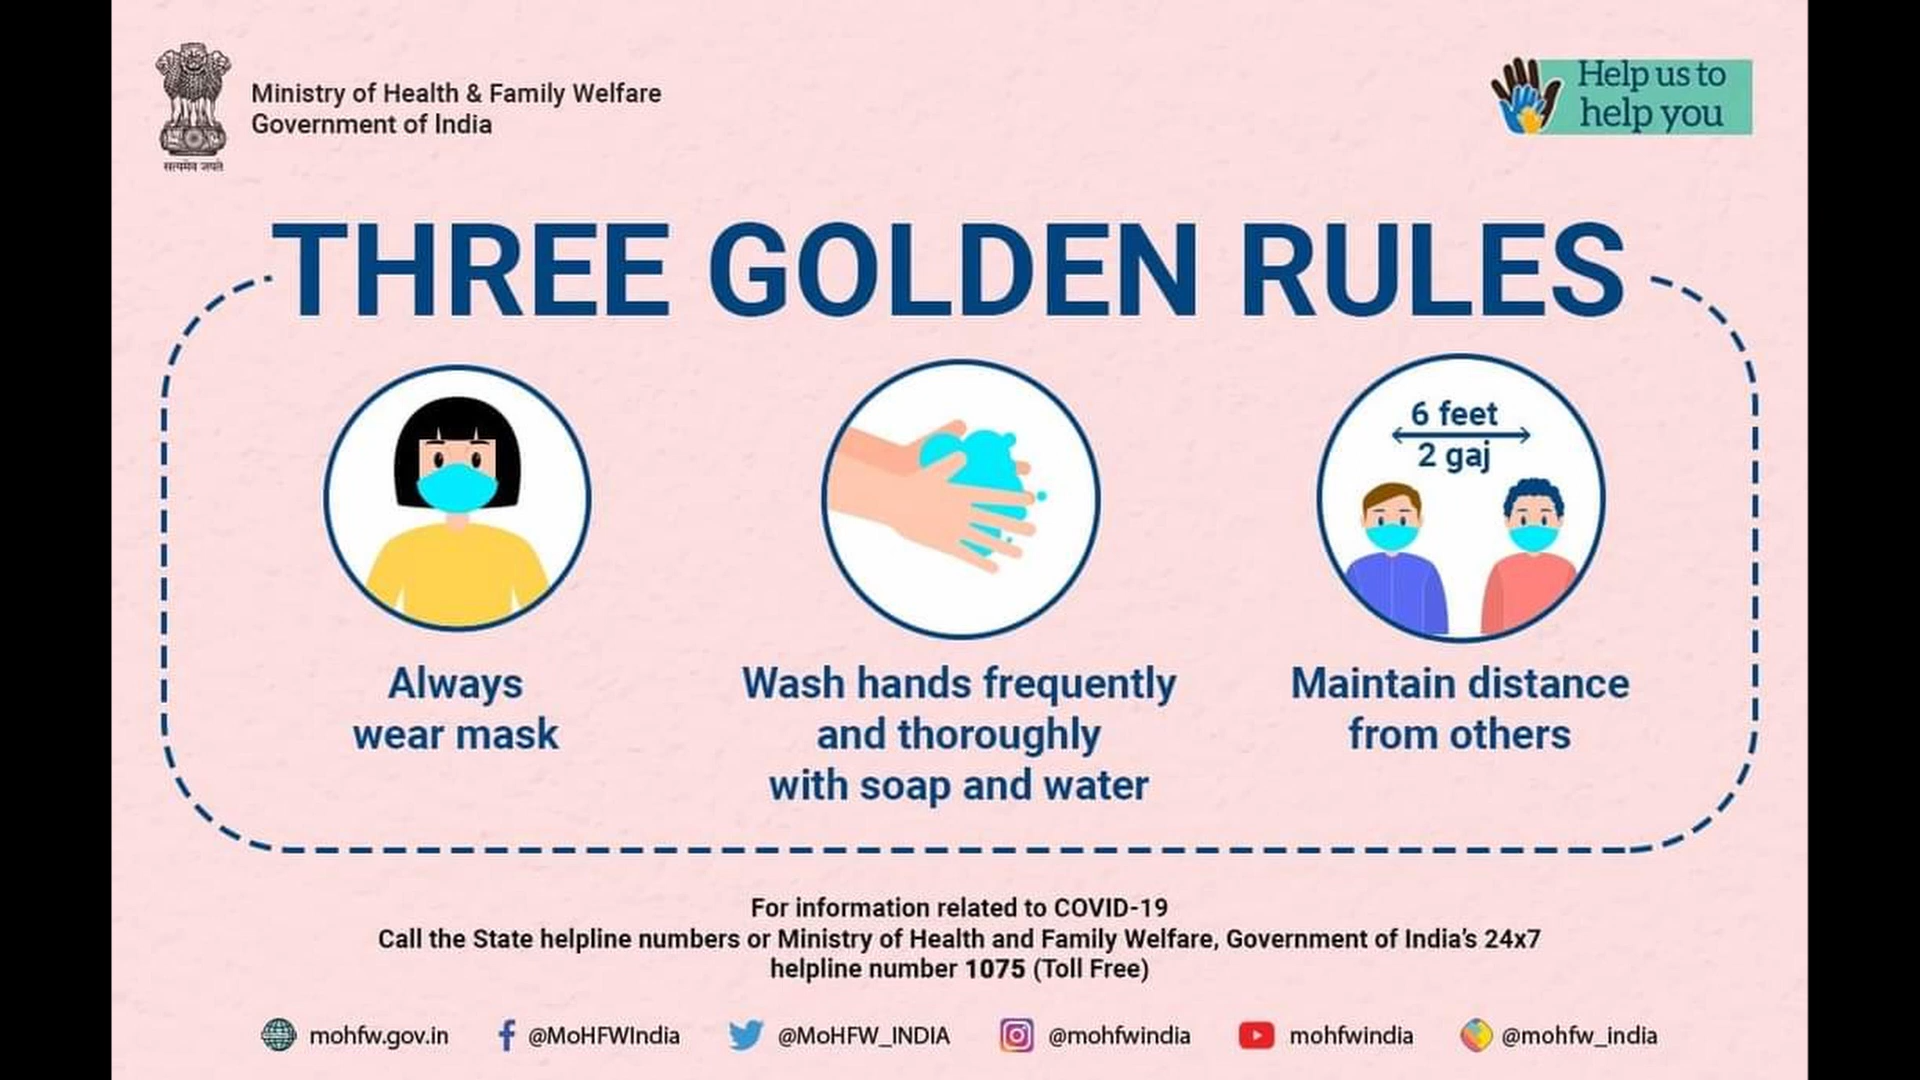 Ministry of Health & Family Welfare
Government of India
सत्यमेव जयते
Help us to
help you
THREE GOLDEN RULES
6 feet
2 gaj
Always
wear mask
Wash hands frequently
and thoroughly
with soap and water
Maintain distance
from others
For information related to COVID-19
Call the State helpline numbers or Ministry of Health and Family Welfare, Government of India's 24x7
helpline number 1075 (Toll Free)
mohfw.gov.in @MoHFWIndia @MoHFW_INDIA @mohfwindia mohfwindia @mohfw_india